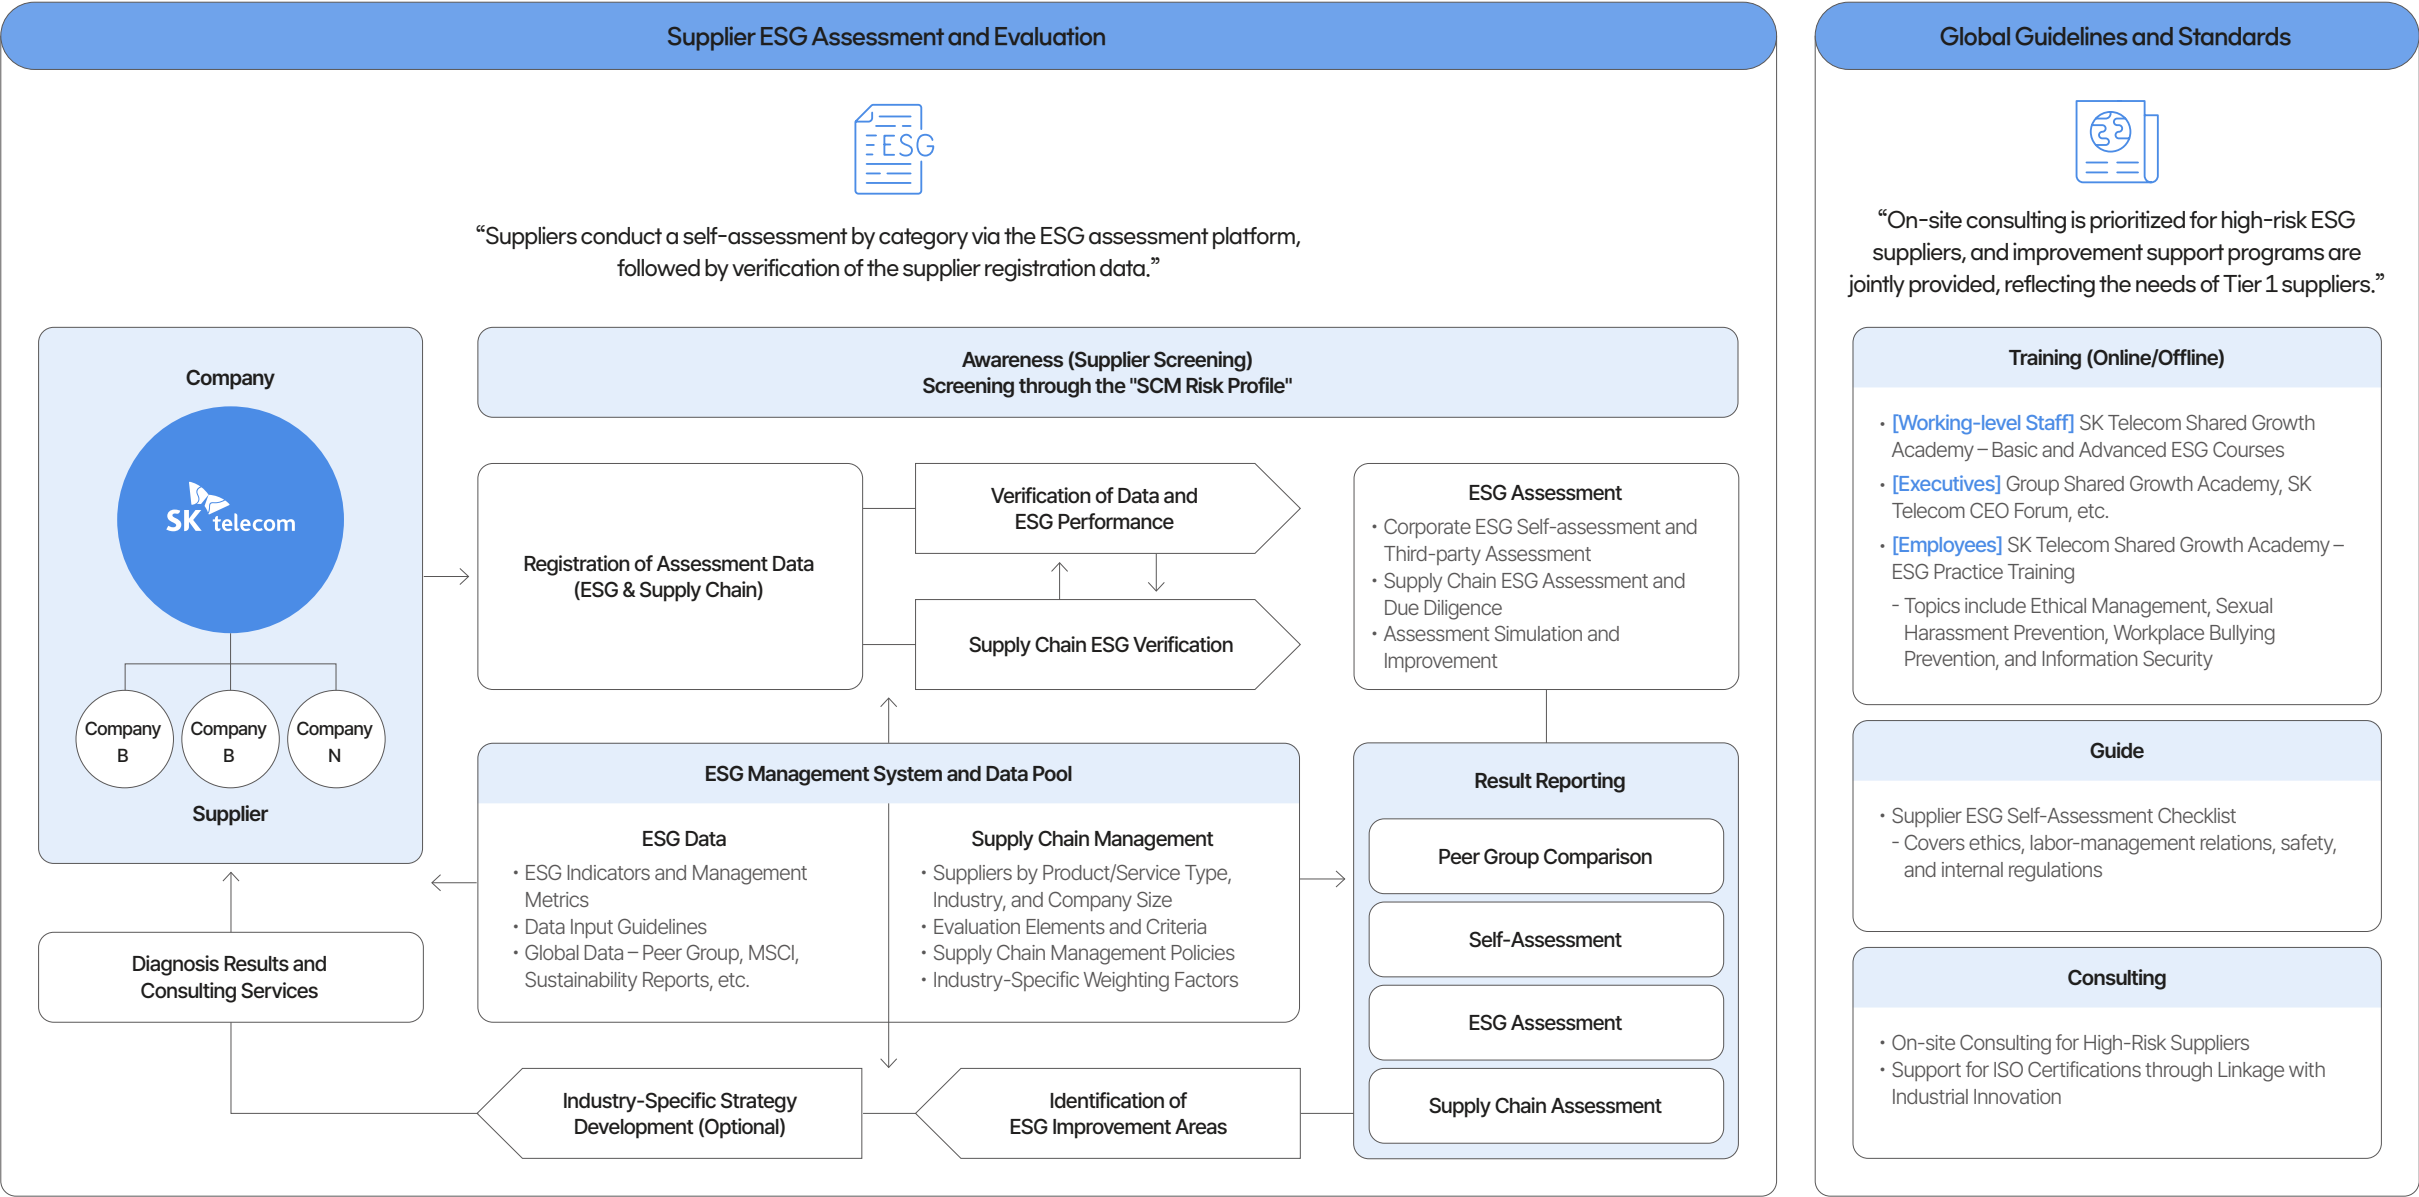 Supplier ESG Assessment and Evaluation
ESG
“Suppliers conduct a self-assessment by category via the ESG assessment platform,
followed by verification of the supplier registration data.”
Company
SK telecom
Company
B
Company
B
Company
N
Supplier
Diagnosis Results and
Consulting Services
Awareness (Supplier Screening)
Screening through the "SCM Risk Profile"
Registration of Assessment Data
(ESG & Supply Chain)
Verification of Data and
ESG Performance
Supply Chain ESG Verification
ESG Assessment
• Corporate ESG Self-assessment and
Third-party Assessment
• Supply Chain ESG Assessment and
Due Diligence
• Assessment Simulation and
Improvement
ESG Management System and Data Pool
ESG Data
• ESG Indicators and Management
Metrics
• Data Input Guidelines
• Global Data – Peer Group, MSCI,
Sustainability Reports, etc.
Supply Chain Management
• Suppliers by Product/Service Type,
Industry, and Company Size
• Evaluation Elements and Criteria
• Supply Chain Management Policies
• Industry-Specific Weighting Factors
Result Reporting
Peer Group Comparison
Self-Assessment
ESG Assessment
Supply Chain Assessment
Industry-Specific Strategy
Development (Optional)
Identification of
ESG Improvement Areas
Global Guidelines and Standards
“On-site consulting is prioritized for high-risk ESG
suppliers, and improvement support programs are
jointly provided, reflecting the needs of Tier 1 suppliers.”
Training (Online/Offline)
• [Working-level Staff] SK Telecom Shared Growth
Academy – Basic and Advanced ESG Courses
• [Executives] Group Shared Growth Academy, SK
Telecom CEO Forum, etc.
• [Employees] SK Telecom Shared Growth Academy –
ESG Practice Training
- Topics include Ethical Management, Sexual
Harassment Prevention, Workplace Bullying
Prevention, and Information Security
Guide
• Supplier ESG Self-Assessment Checklist
- Covers ethics, labor-management relations, safety,
and internal regulations
Consulting
• On-site Consulting for High-Risk Suppliers
• Support for ISO Certifications through Linkage with
Industrial Innovation